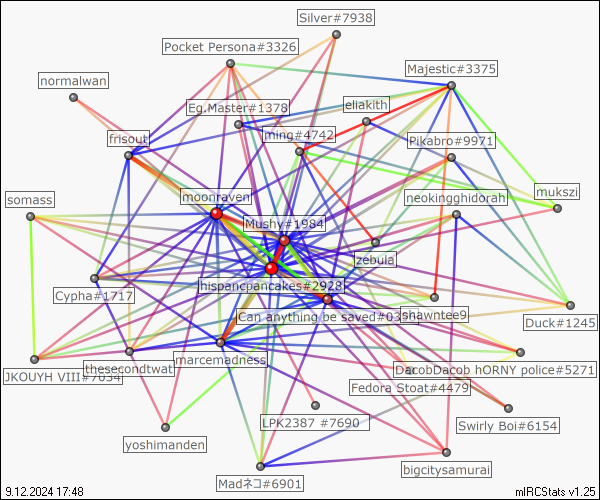 Silver#7938
Pocket Persona#3326
Majestic#3375
normalwan
Eg.Master#1378
eliakith
ming#4742
frisout
Pikabro#9971
moonraven
neokingghidorah
mukszi
somass
Mushy#1984
zebula
hispanicpancakes#2928
Cypha#1717
Can anything be saved#03
shawntee9
Duck#1245
marcemadness
thesecondtwat
JKOUYH VIII#7034
DacobDacob hORNY police#5271
Fedora Stoat#4479
LPK2387 #7690
Swirly Boi#6154
yoshimanden
bigcitysamurai
Madネコ#6901
9.12.2024 17:48
mIRCStats v1.25